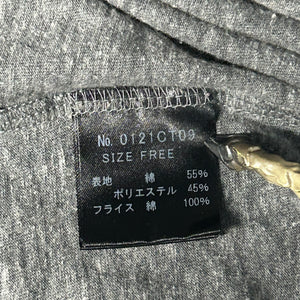 No. 0121CT09
SIZE FREE
表地 綿 55%
ポリエステル 45%
フライス 綿 100%